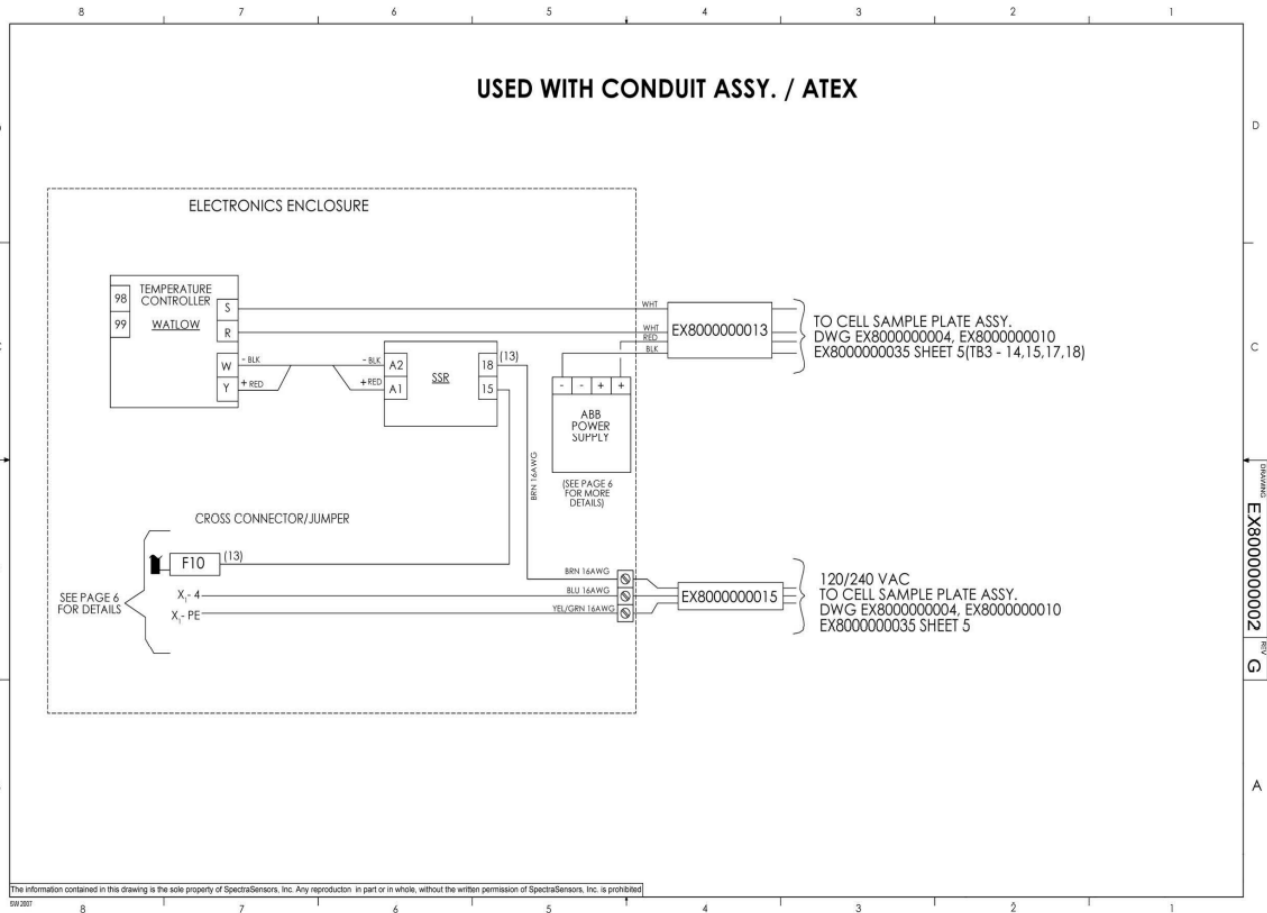 8 7 6 5 4 3 2 1
USED WITH CONDUIT ASSY. / ATEX
D
ELECTRONICS ENCLOSURE
98
99
TEMPERATURE
CONTROLLER
WATLOW
S
R
W
Y
- BLK
+ RED
- BLK
+RED
A2
A1
SSR
18
15
(13)
WHT
WHT
RED
BLK
EX8000000013
TO CELL SAMPLE PLATE ASSY.
DWG EX8000000004, EX8000000010
EX8000000035 SHEET 5(TB3 - 14,15,17,18)
C
- - + +
ABB
POWER
SUPPLY
(SEE PAGE 6
FOR MORE
DETAILS)
BRN 16AWG
CROSS CONNECTOR/JUMPER
F10
(13)
SEE PAGE 6
FOR DETAILS
X1- 4
X1- PE
BRN 16AWG
BLU 16AWG
YEL/GRN 16AWG
EX8000000015
120/240 VAC
TO CELL SAMPLE PLATE ASSY.
DWG EX8000000004, EX8000000010
EX8000000035 SHEET 5
DRAWING
EX8000000002
REV
G
A
The information contained in this drawing is the sole property of SpectraSensors, Inc. Any reproducton in part or in whole, without the written permission of SpectraSensors, Inc. is prohibited
SW 2007
8 7 6 5 4 3 2 1